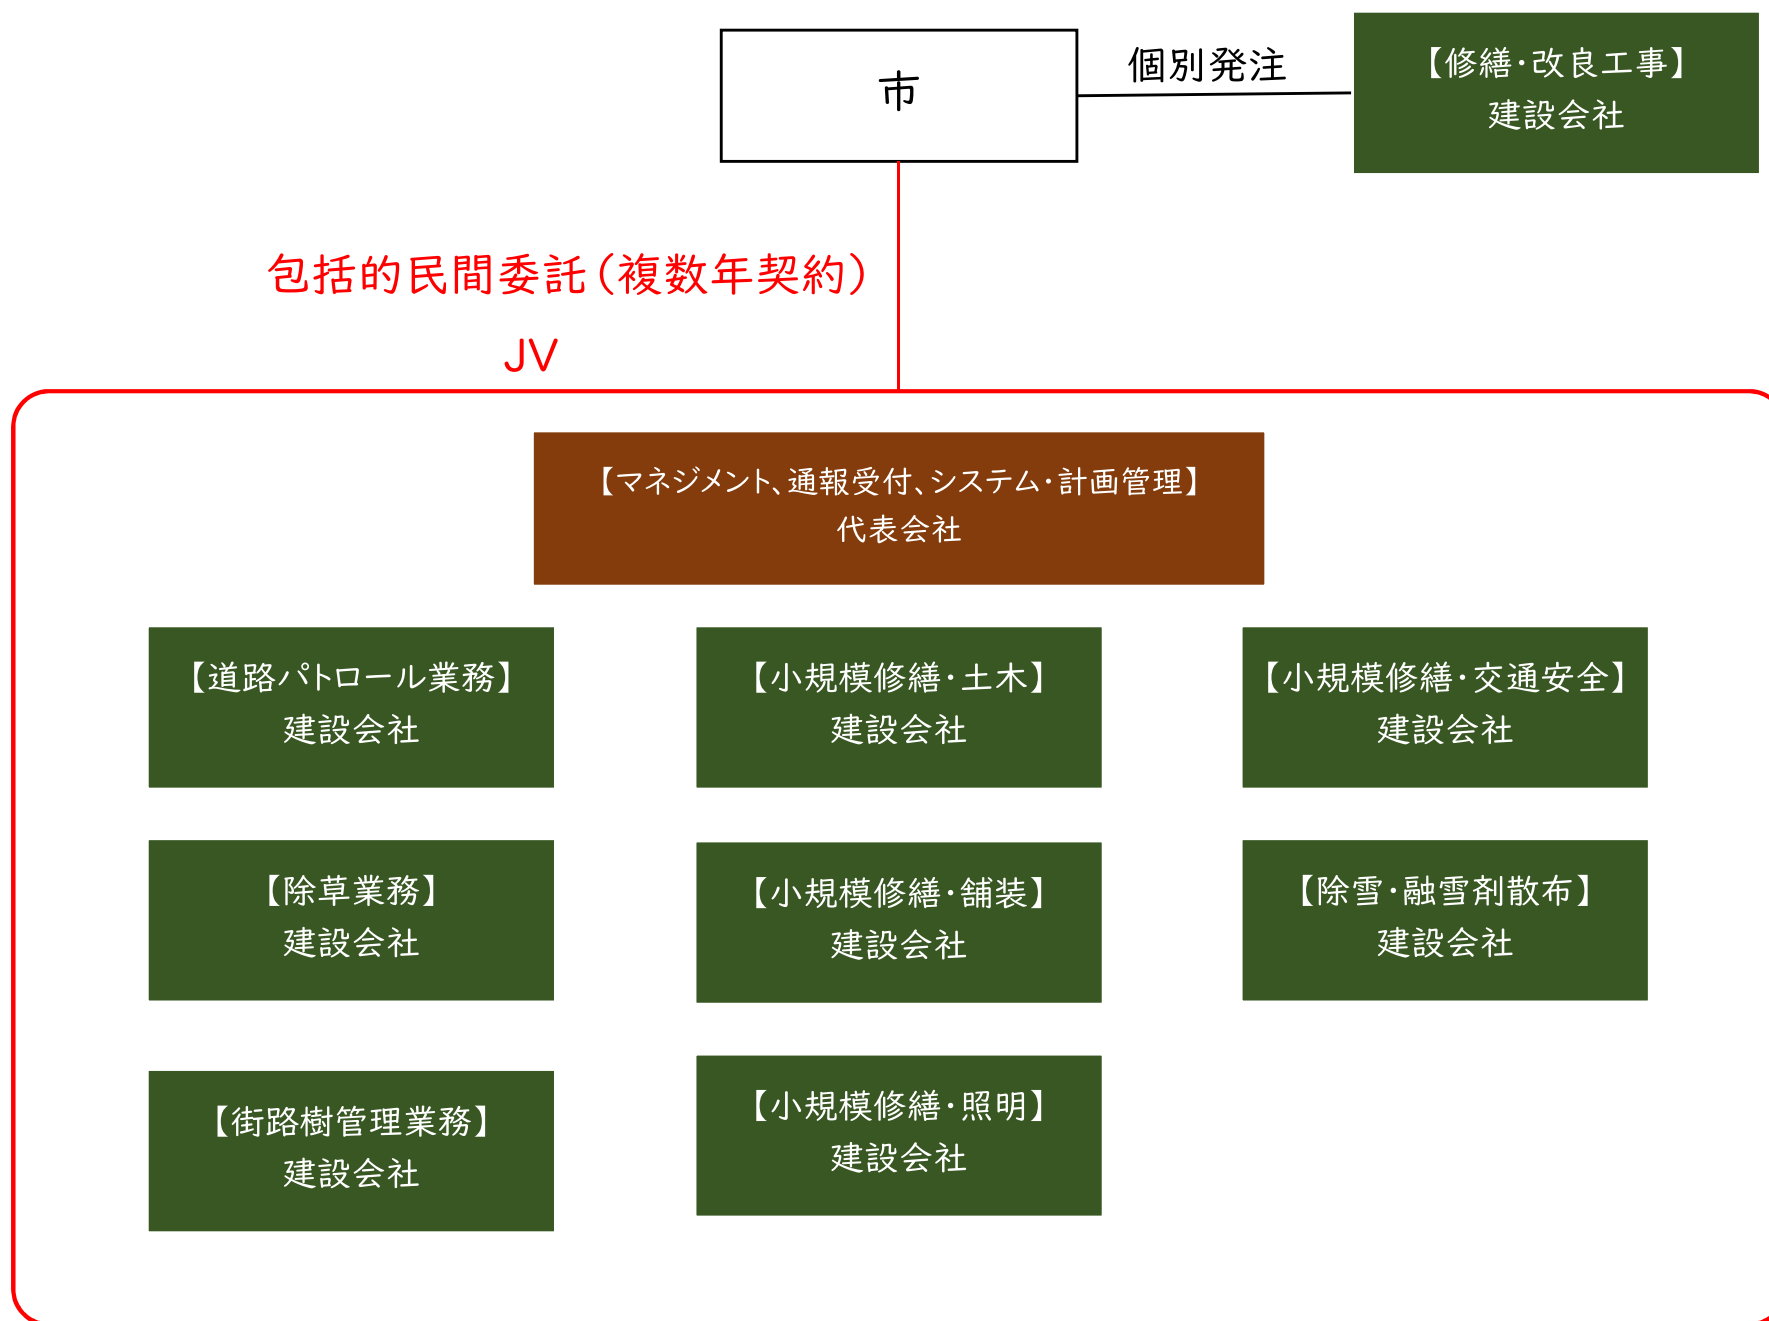 市
個別発注
【修繕・改良工事】
建設会社
包括的民間委託（複数年契約）
JV
【マネジメント、通報受付、システム・計画管理】
代表会社
【道路パトロール業務】
建設会社
【小規模修繕・土木】
建設会社
【小規模修繕・交通安全】
建設会社
【除草業務】
建設会社
【小規模修繕・舗装】
建設会社
【除雪・融雪剤散布】
建設会社
【街路樹管理業務】
建設会社
【小規模修繕・照明】
建設会社